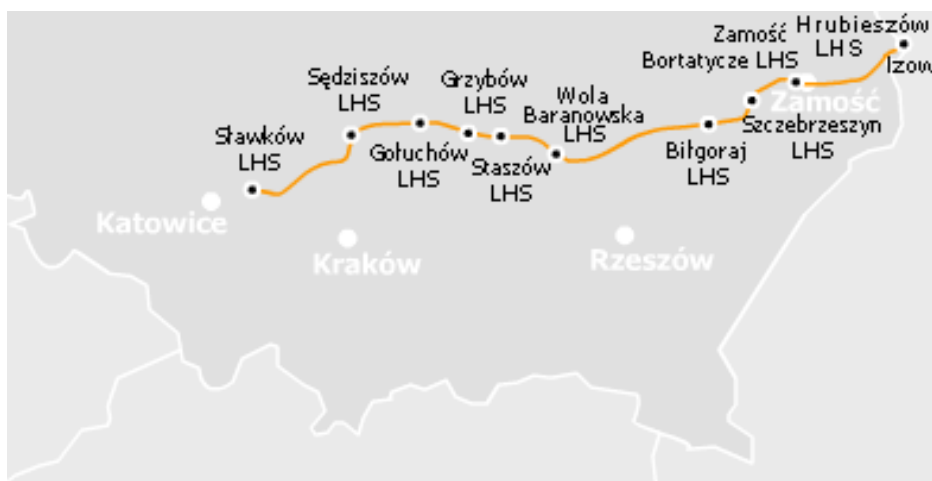 Sławków
LHS
Sędziszów
LHS
Gołuchów
LHS
Grzybów
LHS
Staszów
LHS
Wola
Baranowska
LHS
Biłgoraj
LHS
Szczebrzeszyn
LHS
Zamość
Bortatycze LHS
Hrubieszów
LHS
Izow
Zamość
Katowice
Kraków
Rzeszów